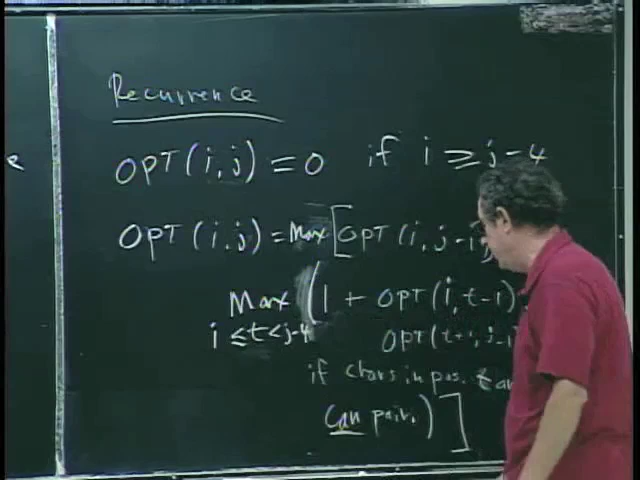 Recurrence
e
OPT(i,j) = 0 if i ≥ j-4
OPT(i,j) = Max [OPT(i, j-1)
Max (1 + OPT(i, t-1)
i ≤ t < j-4 OPT(t+1, j-1
if chars in pos. t an
can pair.) ]